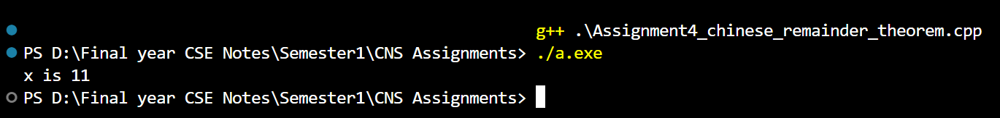 g++ .\Assignment4_chinese_remainder_theorem.cpp
PS D:\Final year CSE Notes\Semester1\CNS Assignments> ./a.exe
x is 11
PS D:\Final year CSE Notes\Semester1\CNS Assignments>